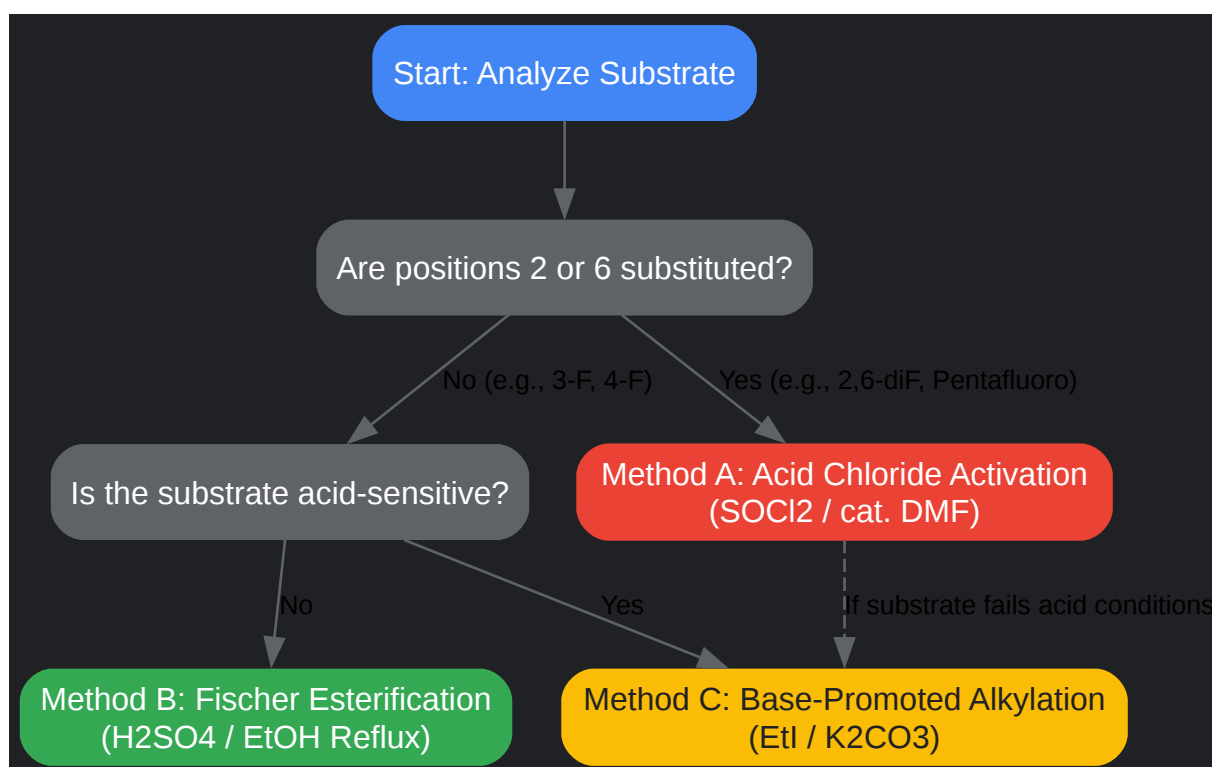 Start: Analyze Substrate
Are positions 2 or 6 substituted?
No (e.g., 3-F, 4-F)
Yes (e.g., 2,6-diF, Pentafluoro)
Is the substrate acid-sensitive?
Method A: Acid Chloride Activation
(SOCl2 / cat. DMF)
No
Yes
If substrate fails acid conditions
Method B: Fischer Esterification
(H2SO4 / EtOH Reflux)
Method C: Base-Promoted Alkylation
(EtI / K2CO3)